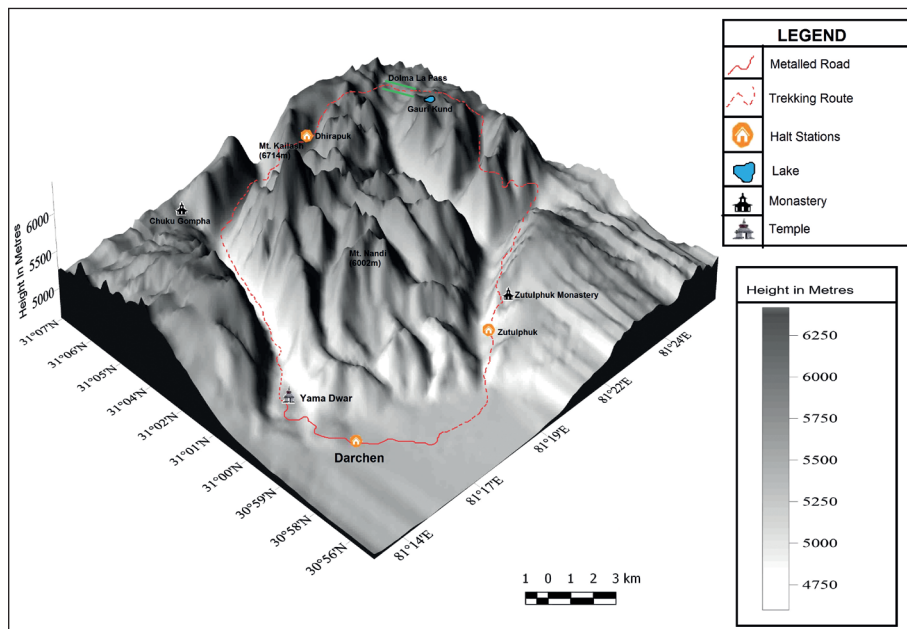 Dolma La Pass
Gauri Kund
Dhirapuk
Mt. Kailash
(6714m)
Chuku Gompha
Mt. Nandi
(6002m)
Zutulphuk Monastery
Zutulphuk
Yama Dwar
Darchen
Height in Metres
6000
5500
5000
31°07'N
31°06'N
31°05'N
31°04'N
31°02'N
31°01'N
31°00'N
30°59'N
30°58'N
30°56'N
81°14'E
81°17'E
81°19'E
81°22'E
81°24'E
1 0 1 2 3 km
LEGEND
Metalled Road
Trekking Route
Halt Stations
Lake
Monastery
Temple
Height in Metres
6250
6000
5750
5500
5250
5000
4750